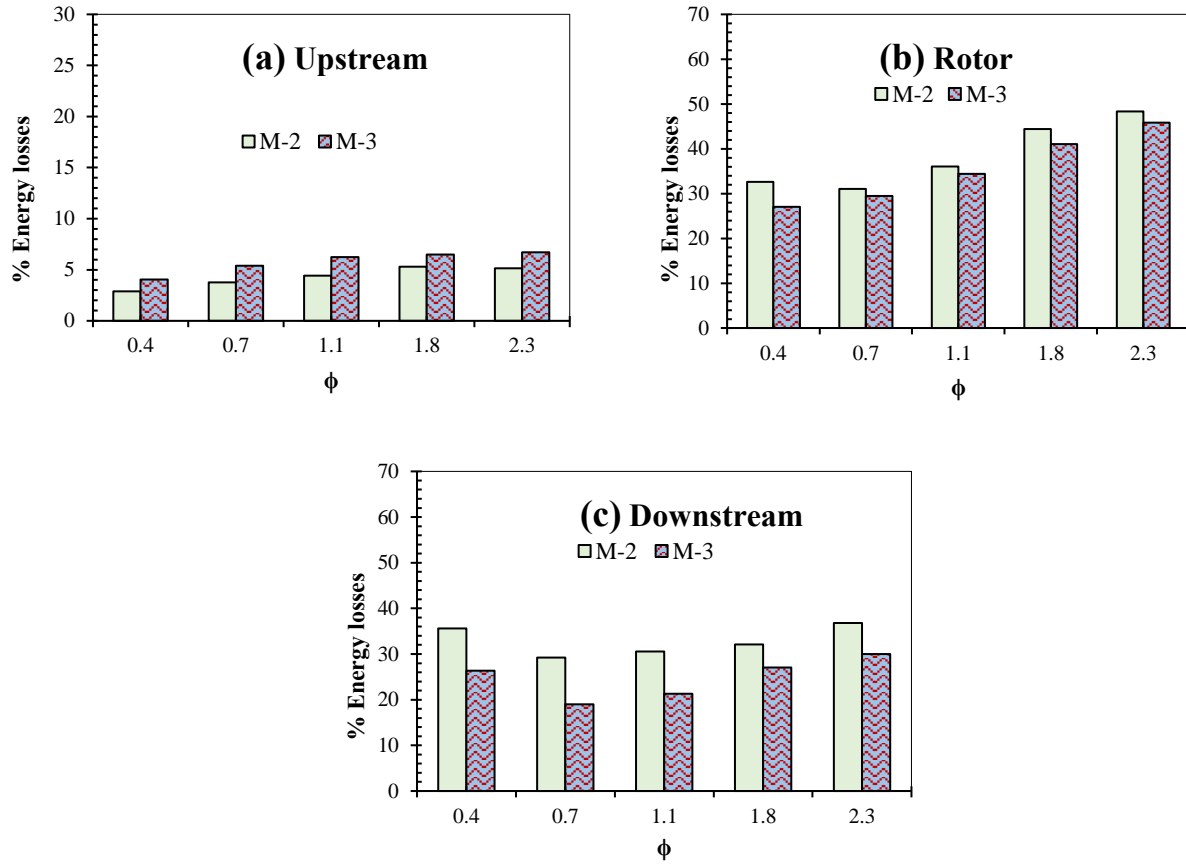 (a) Upstream
M-2 M-3
% Energy losses
30
25
20
15
10
5
0
0.4 0.7 1.1 1.8 2.3
ϕ
(b) Rotor
M-2 M-3
% Energy losses
70
60
50
40
30
20
10
0
0.4 0.7 1.1 1.8 2.3
ϕ
(c) Downstream
M-2 M-3
% Energy losses
70
60
50
40
30
20
10
0
0.4 0.7 1.1 1.8 2.3
ϕ